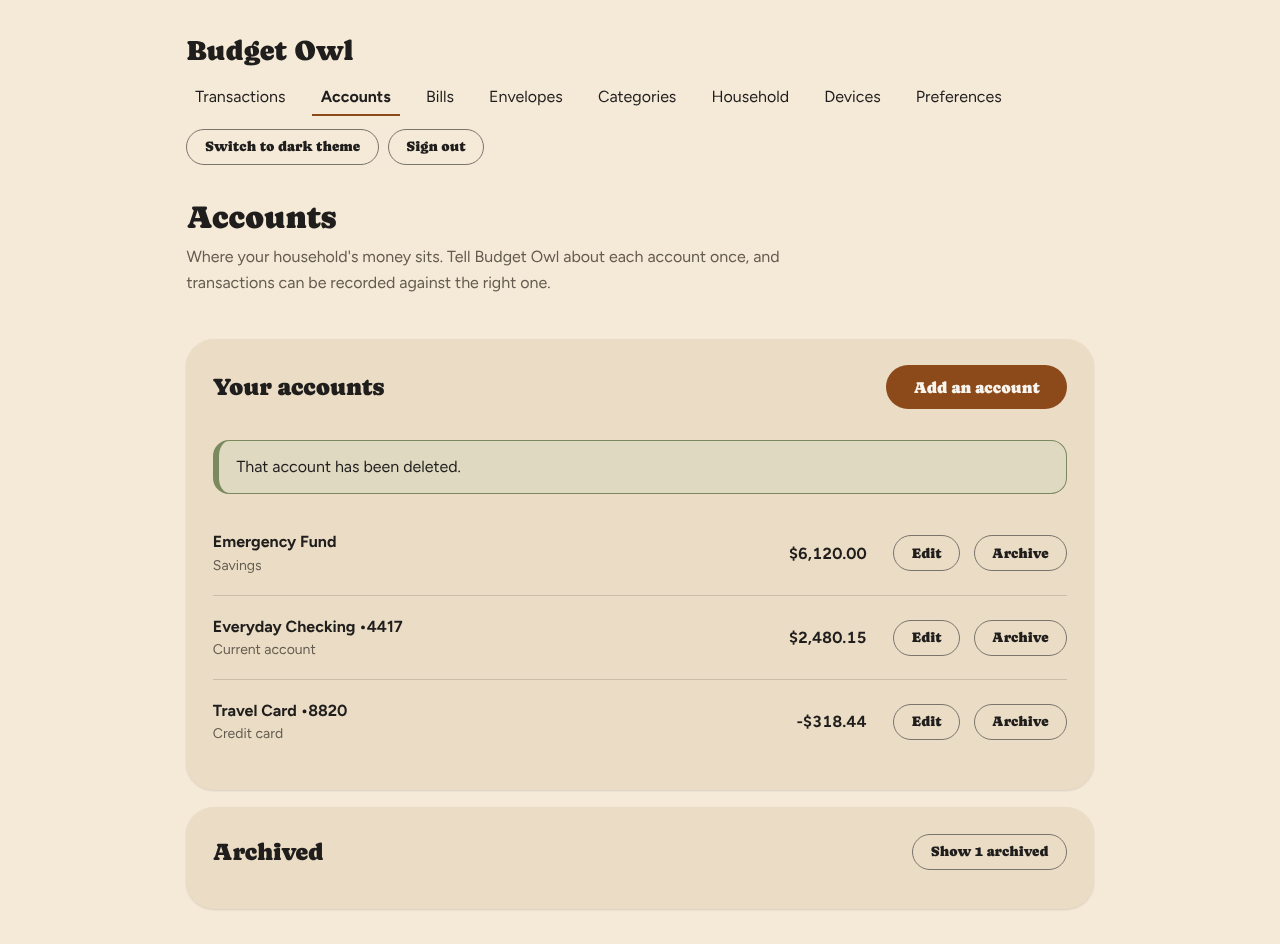 Budget Owl
Transactions Accounts Bills Envelopes Categories Household Devices Preferences
Switch to dark theme Sign out
Accounts
Where your household's money sits. Tell Budget Owl about each account once, and
transactions can be recorded against the right one.
Your accounts Add an account
That account has been deleted.
Emergency Fund
Savings
$6,120.00 Edit Archive
Everyday Checking •4417
Current account
$2,480.15 Edit Archive
Travel Card •8820
Credit card
-$318.44 Edit Archive
Archived Show 1 archived